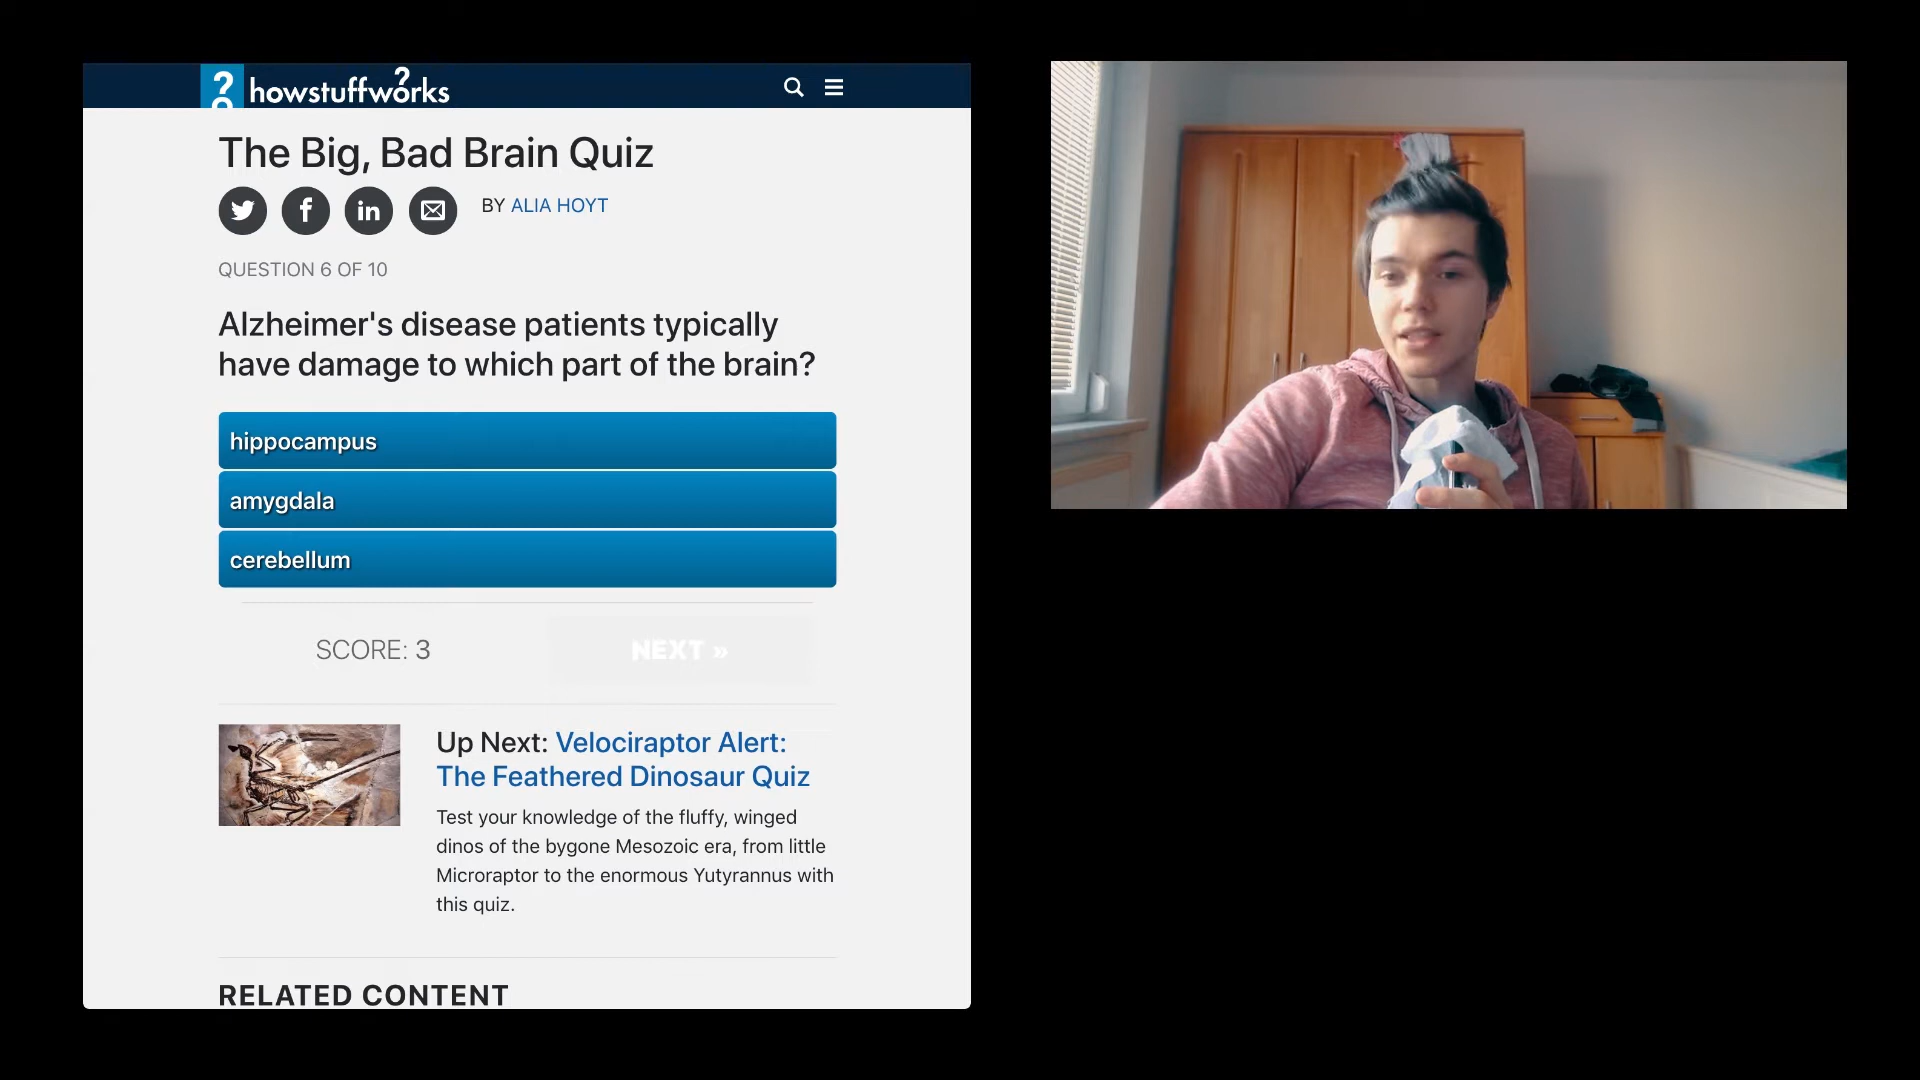 howstuffworks
The Big, Bad Brain Quiz
BY ALIA HOYT
QUESTION 6 OF 10
Alzheimer's disease patients typically
have damage to which part of the brain?
hippocampus
amygdala
cerebellum
SCORE: 3
NEXT »
Up Next: Velociraptor Alert:
The Feathered Dinosaur Quiz
Test your knowledge of the fluffy, winged
dinos of the bygone Mesozoic era, from little
Microraptor to the enormous Yutyrannus with
this quiz.
RELATED CONTENT